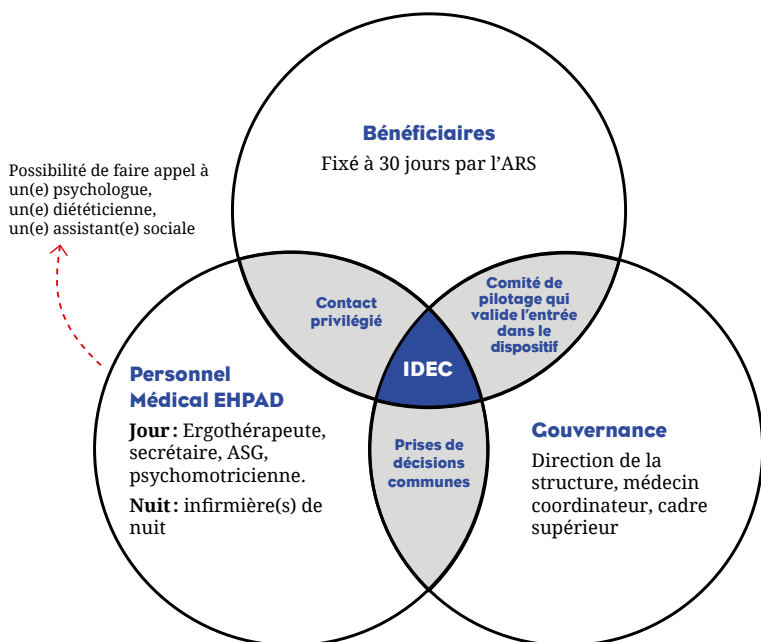 Bénéficiaires
Fixé à 30 jours par l’ARS
Possibilité de faire appel à
un(e) psychologue,
un(e) diététicienne,
un(e) assistant(e) sociale
Contact
privilégié
Comité de
pilotage qui
valide l’entrée
dans le
dispositif
IDEC
Personnel
Médical EHPAD
Jour : Ergothérapeute,
secrétaire, ASG,
psychomotricienne.
Nuit : infirmière(s) de
nuit
Prises de
décisions
communes
Gouvernance
Direction de la
structure, médecin
coordinateur, cadre
supérieur